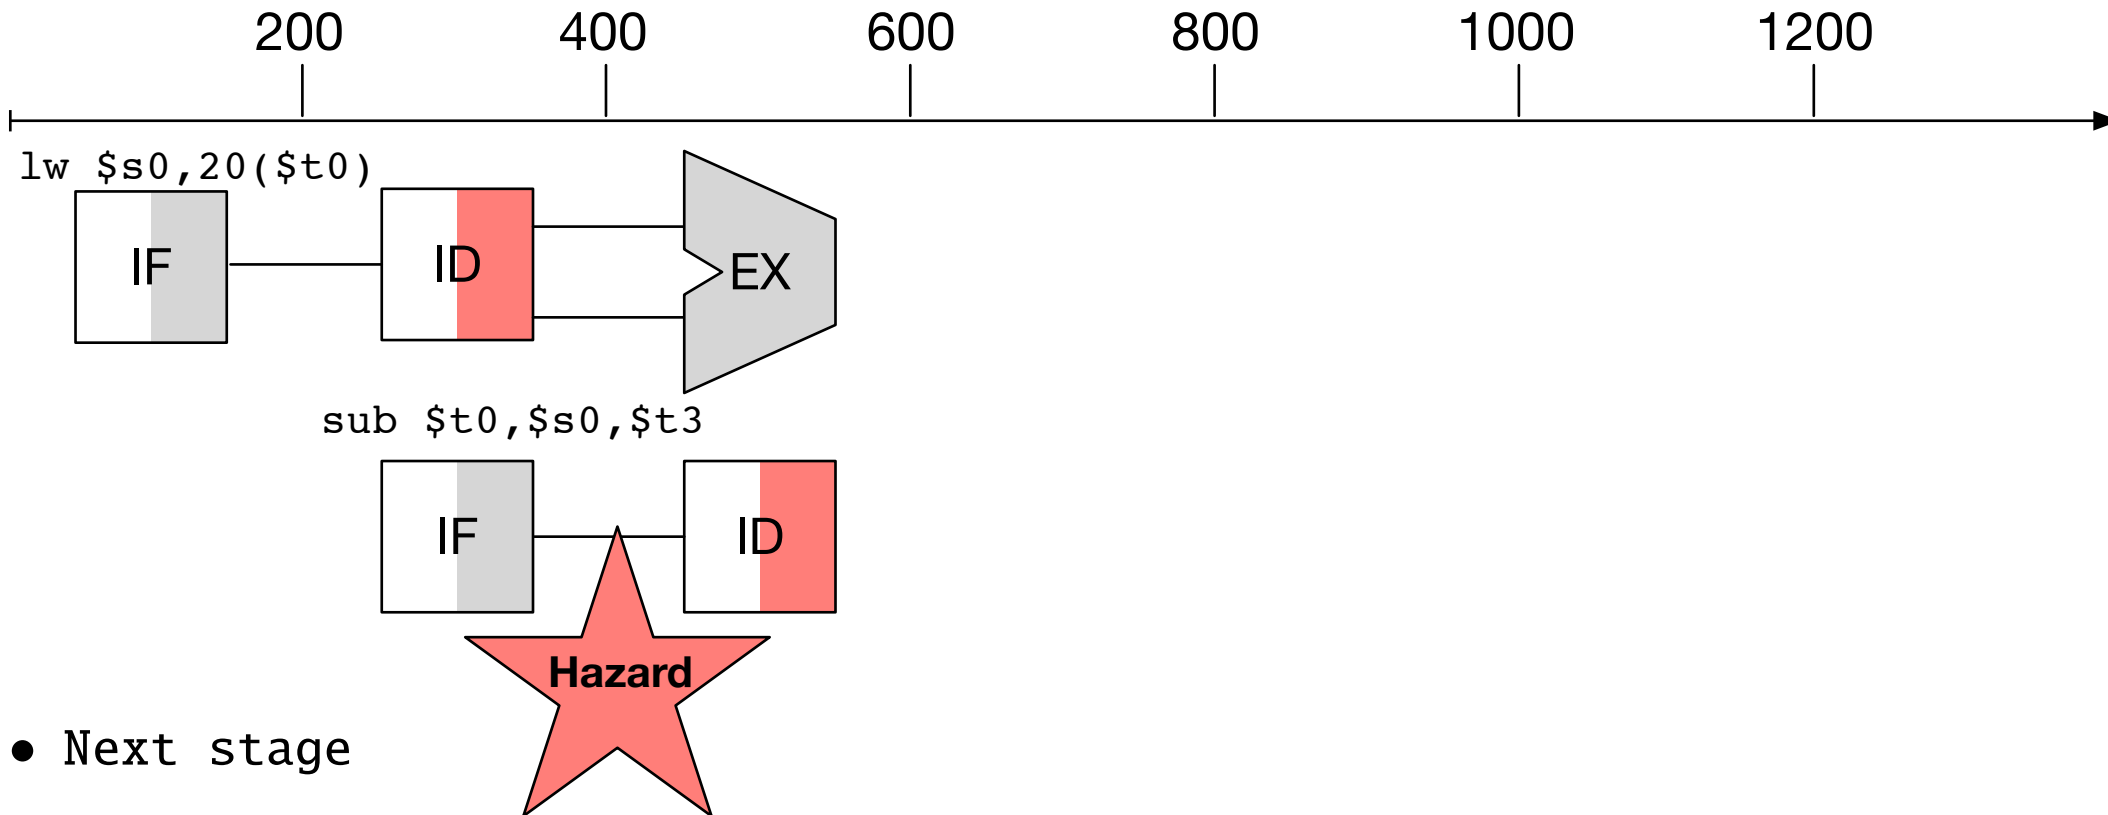 200 400 600 800 1000 1200
lw $s0,20($t0)
IF ID EX
sub $t0,$s0,$t3
IF ID
Hazard
• Next stage